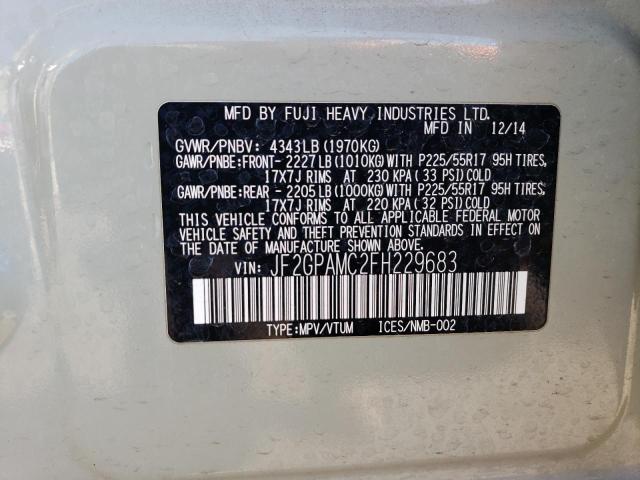 MFD BY FUJI HEAVY INDUSTRIES LTD.
MFD IN 12/14
GVWR/PNBV: 4343LB(1970KG)
GAWR/PNBE:FRONT- 2227LB(1010KG)WITH P225/55R17 95H TIRES,
17X7J RIMS AT 230 KPA( 33 PSI)COLD
GAWR/PNBE:REAR - 2205LB(1000KG)WITH P225/55R17 95H TIRES,
17X7J RIMS AT 220 KPA( 32 PSI)COLD
THIS VEHICLE CONFORMS TO ALL APPLICABLE FEDERAL MOTOR
VEHICLE SAFETY AND THEFT PREVENTION STANDARDS IN EFFECT ON
THE DATE OF MANUFACTURE SHOWN ABOVE.
VIN: JF2GPAMC2FH229683
TYPE:MPV/VTUM ICES/NMB-002